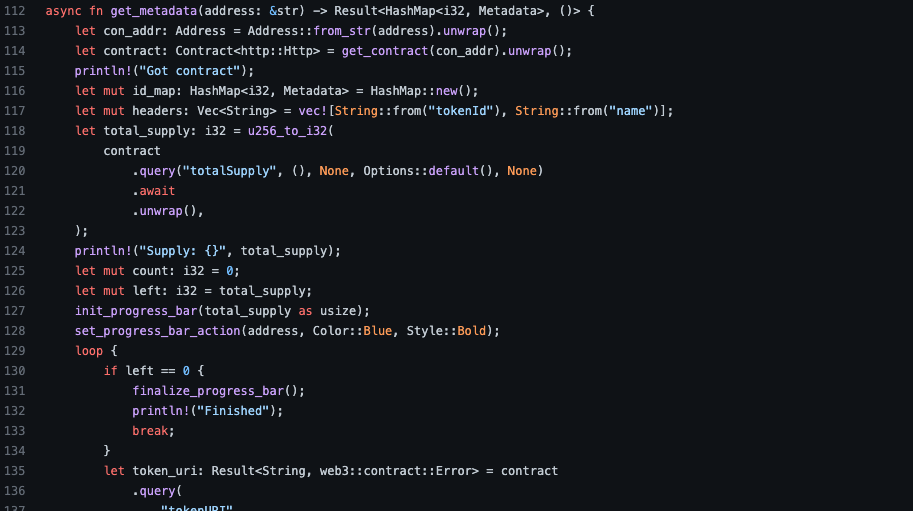 112 async fn get_metadata(address: &str) -> Result<HashMap<i32, Metadata>, ()> {
113     let con_addr: Address = Address::from_str(address).unwrap();
114     let contract: Contract<http::Http> = get_contract(con_addr).unwrap();
115     println!("Got contract");
116     let mut id_map: HashMap<i32, Metadata> = HashMap::new();
117     let mut headers: Vec<String> = vec![String::from("tokenId"), String::from("name")];
118     let total_supply: i32 = u256_to_i32(
119         contract
120             .query("totalSupply", (), None, Options::default(), None)
121             .await
122             .unwrap(),
123     );
124     println!("Supply: {}", total_supply);
125     let mut count: i32 = 0;
126     let mut left: i32 = total_supply;
127     init_progress_bar(total_supply as usize);
128     set_progress_bar_action(address, Color::Blue, Style::Bold);
129     loop {
130         if left == 0 {
131             finalize_progress_bar();
132             println!("Finished");
133             break;
134         }
135         let token_uri: Result<String, web3::contract::Error> = contract
136             .query(
137                 "tokenURI"